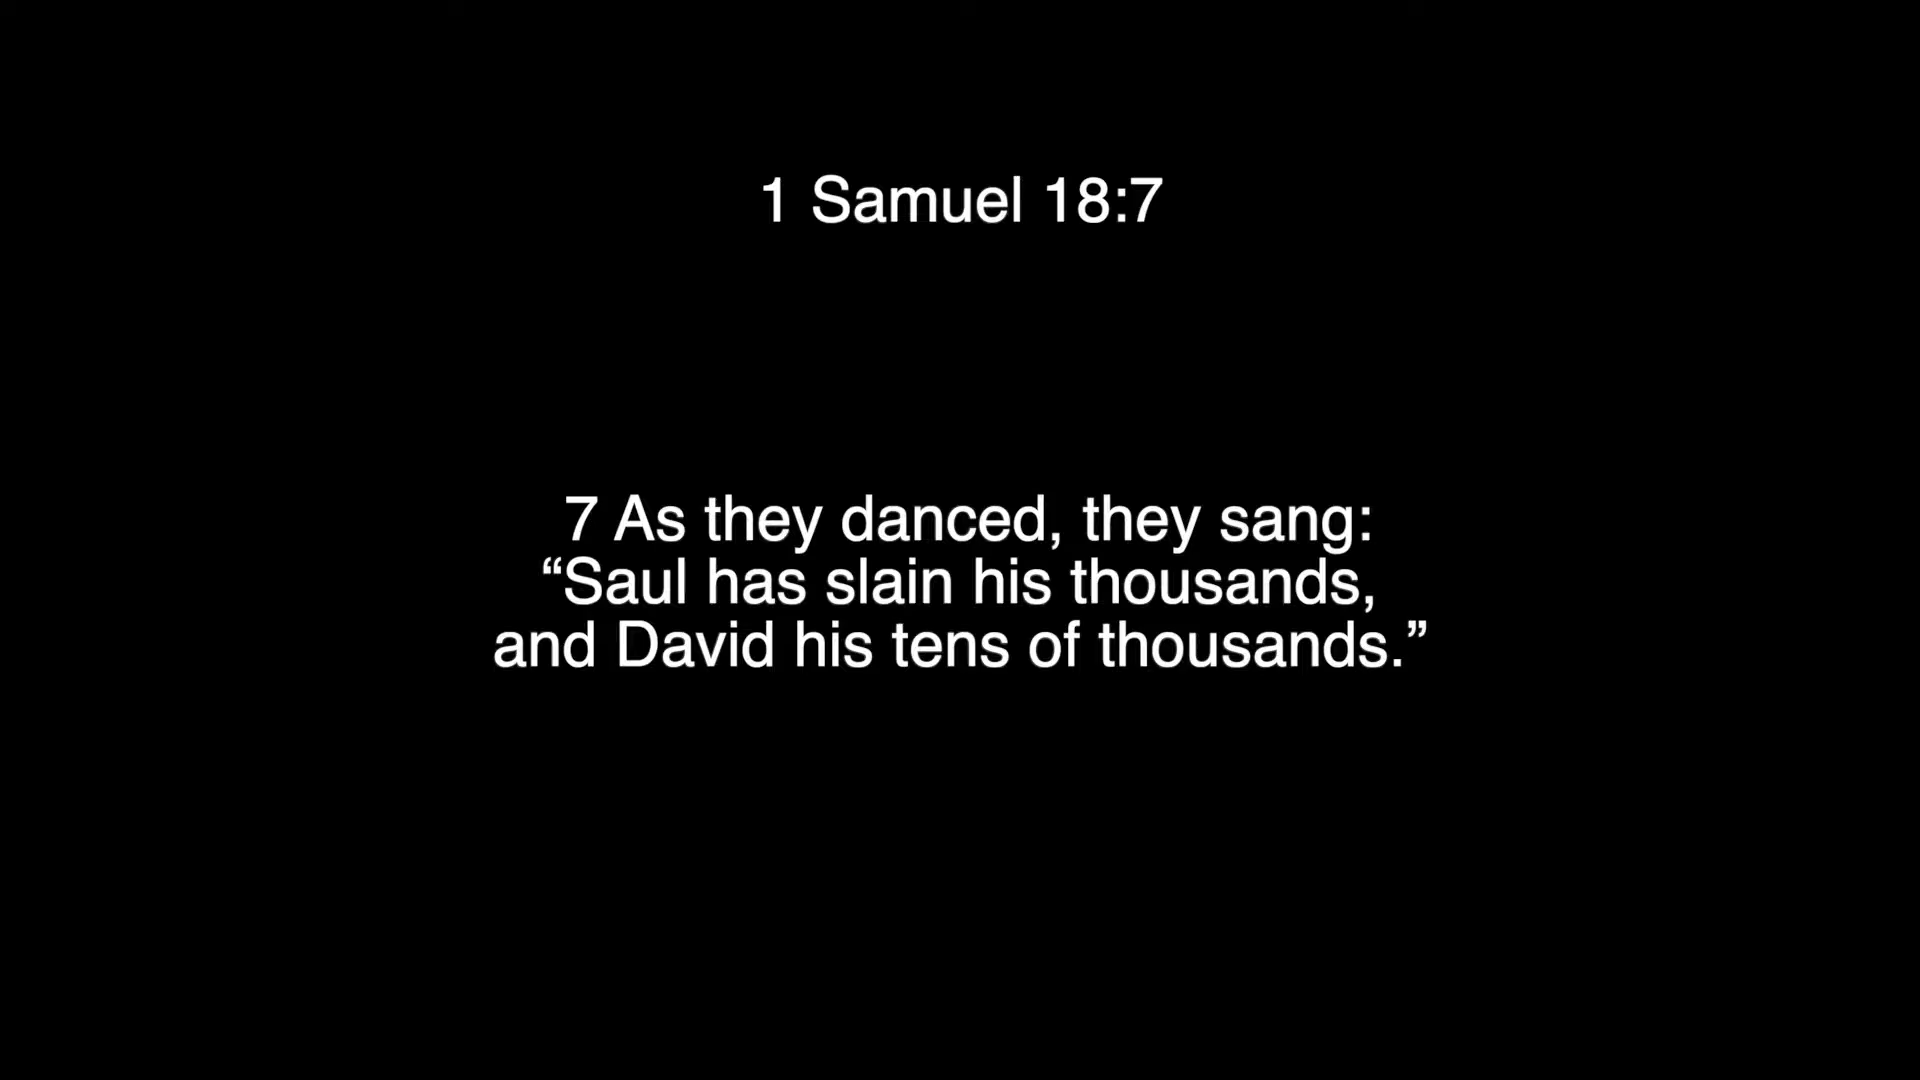 1 Samuel 18:7
7 As they danced, they sang:
“Saul has slain his thousands,
and David his tens of thousands.”